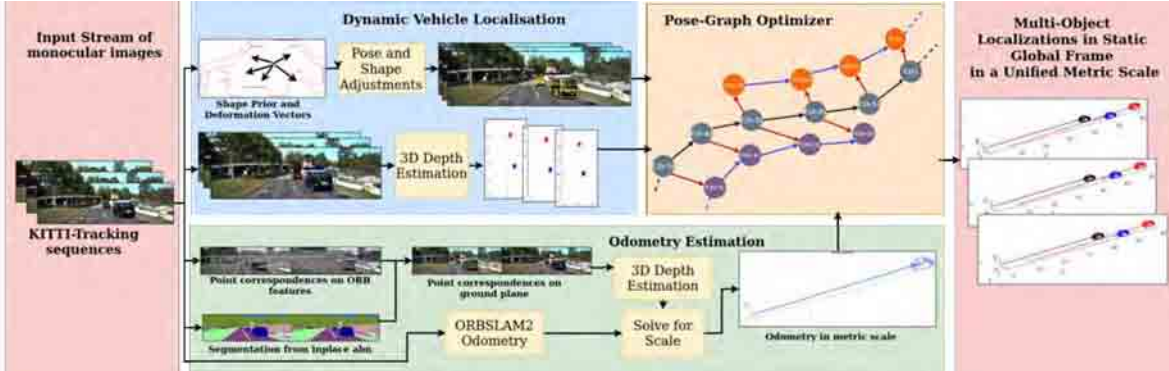 Input Stream of
monocular images
KITTI-Tracking
sequences
Dynamic Vehicle Localisation
Shape Prior and
Deformation Vectors
Pose and
Shape
Adjustments
3D Depth
Estimation
Pose-Graph Optimizer
Odometry Estimation
Point correspondences on ORB
features
Segmentation from inplace abn
Point correspondences on
ground plane
3D Depth
Estimation
ORBSLAM2
Odometry
Solve for
Scale
Odometry in metric scale
Multi-Object
Localizations in Static
Global Frame
in a Unified Metric Scale